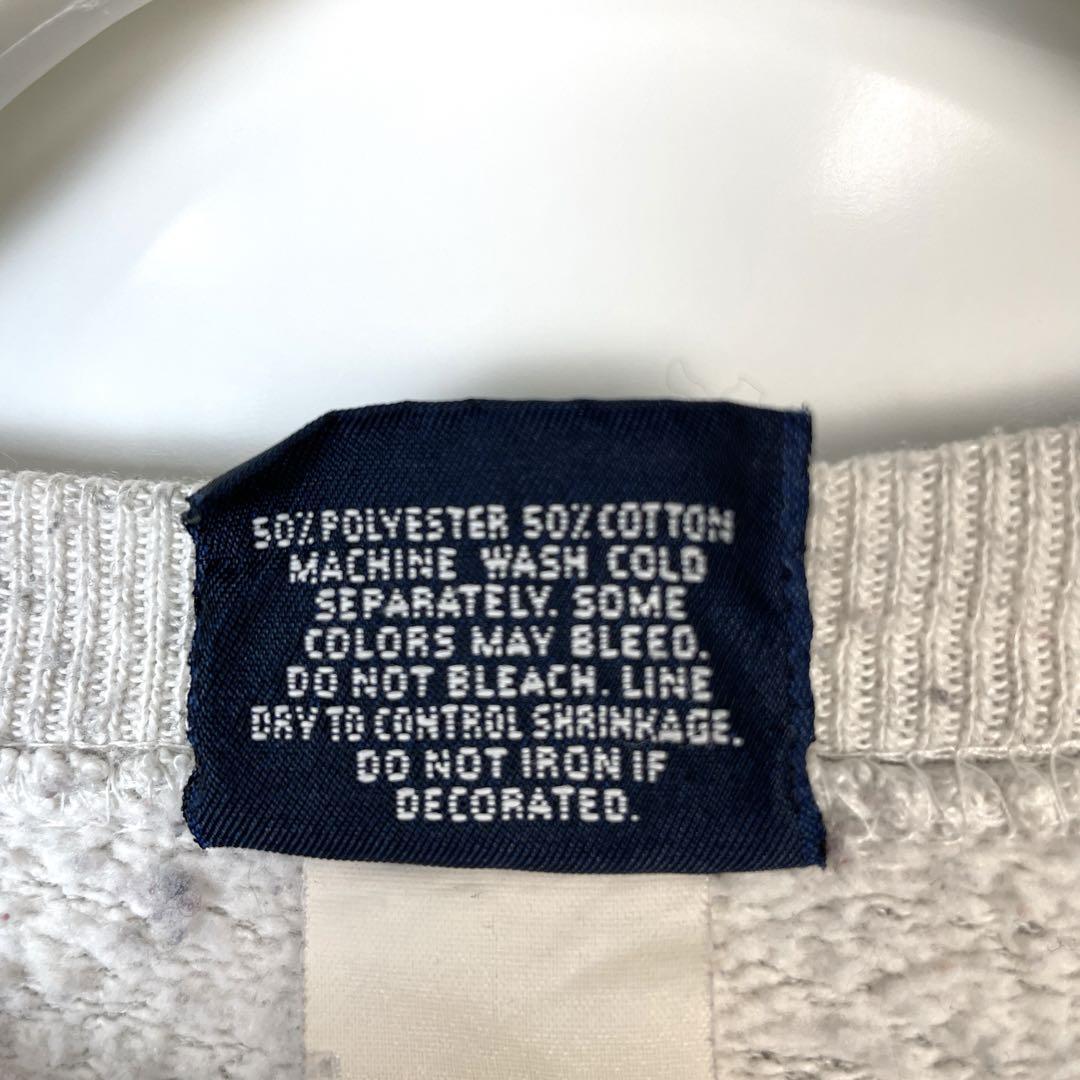 50% POLYESTER 50% COTTON
MACHINE WASH COLD
SEPARATELY. SOME
COLORS MAY BLEED.
DO NOT BLEACH. LINE
DRY TO CONTROL SHRINKAGE.
DO NOT IRON IF
DECORATED.